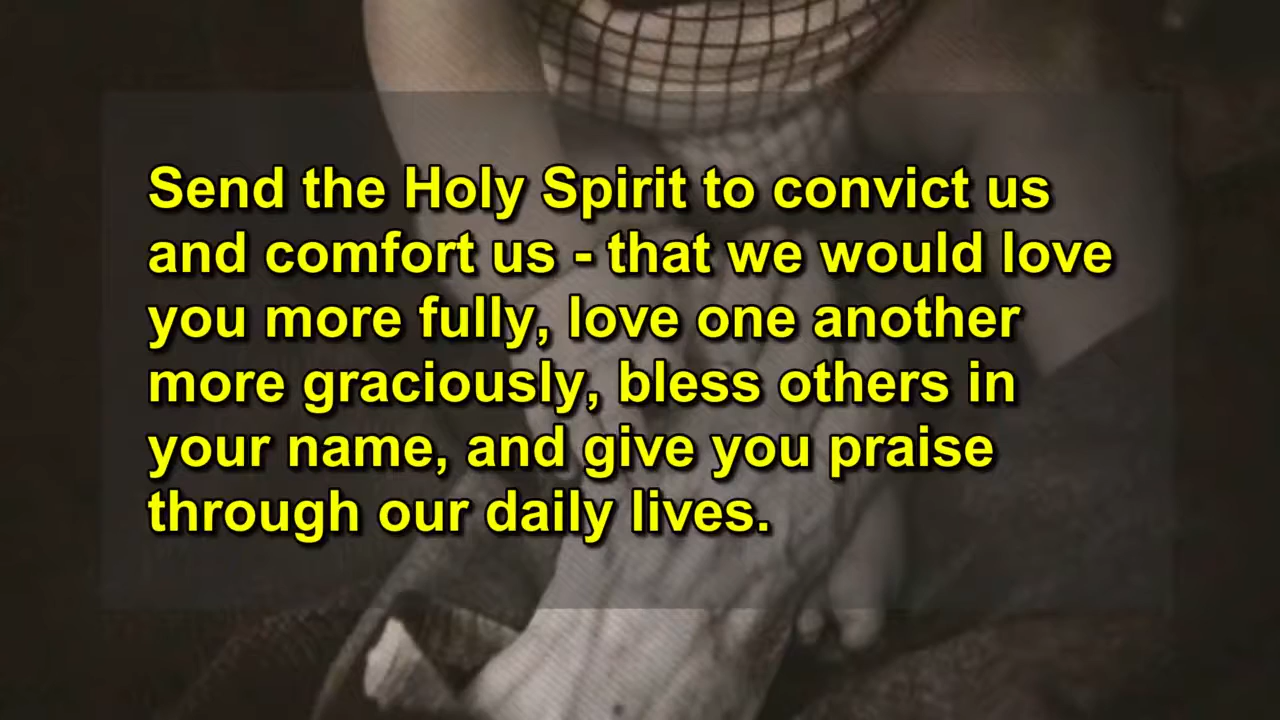 Send the Holy Spirit to convict us
and comfort us - that we would love
you more fully, love one another
more graciously, bless others in
your name, and give you praise
through our daily lives.